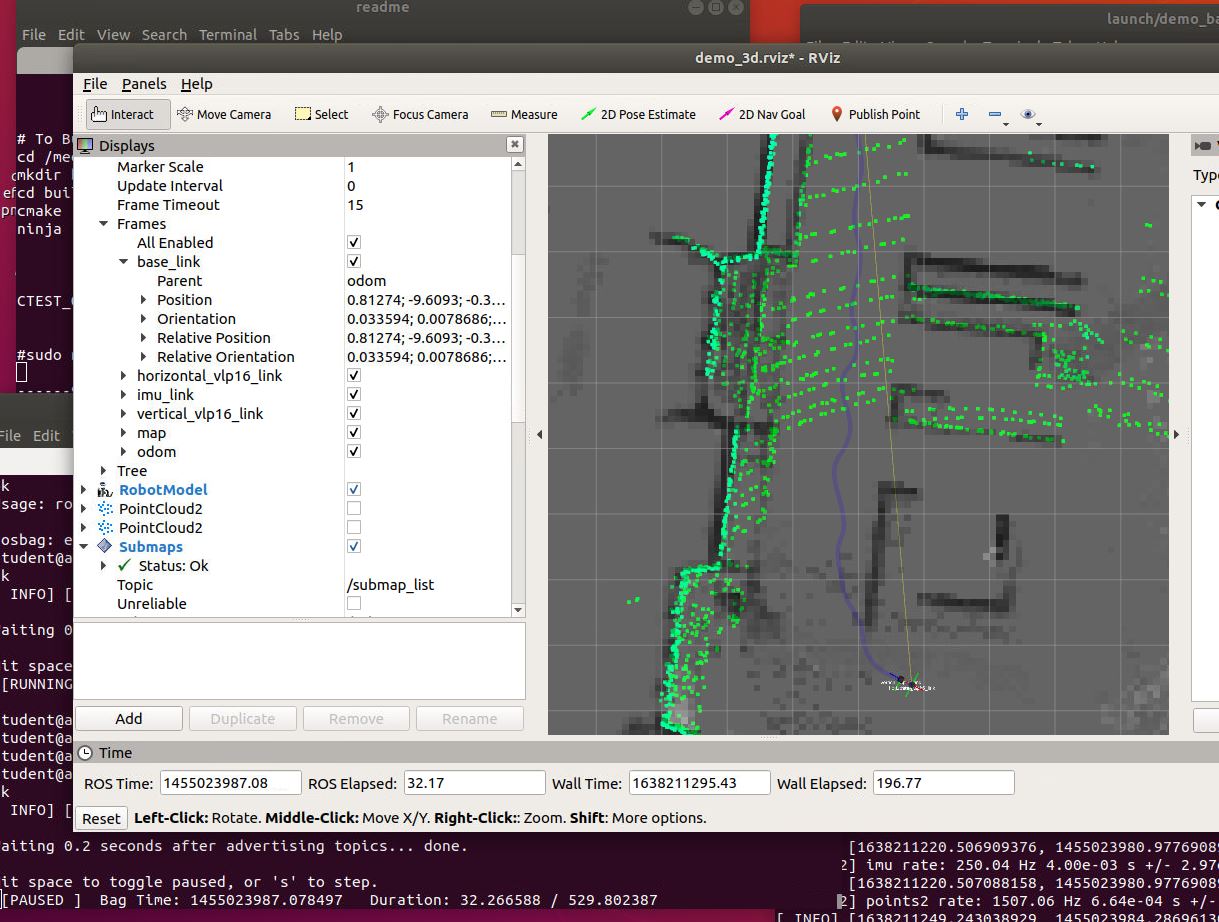 readme
File Edit View Search Terminal Tabs Help
launch/demo_ba
# To B
cd /me
mkdir
cd bui
cmake
ninja
CTEST_
#sudo
File Edit
demo_3d.rviz* - RViz
File Panels Help
Interact Move Camera Select Focus Camera Measure 2D Pose Estimate 2D Nav Goal Publish Point
Displays
Marker Scale 1
Update Interval 0
Frame Timeout 15
Frames
All Enabled
base_link
Parent odom
Position 0.81274; -9.6093; -0.3...
Orientation 0.033594; 0.0078686;...
Relative Position 0.81274; -9.6093; -0.3...
Relative Orientation 0.033594; 0.0078686;...
horizontal_vlp16_link
imu_link
vertical_vlp16_link
map
odom
Tree
RobotModel
PointCloud2
PointCloud2
Submaps
Status: Ok
Topic /submap_list
Unreliable
Add Duplicate Remove Rename
Type
Time
ROS Time: 1455023987.08 ROS Elapsed: 32.17 Wall Time: 1638211295.43 Wall Elapsed: 196.77
Reset Left-Click: Rotate. Middle-Click: Move X/Y. Right-Click:: Zoom. Shift: More options.
k
sage: ro
osbag: e
tudent@a
k
INFO] [
aiting 0
it space
[RUNNING
tudent@a
tudent@a
tudent@a
tudent@a
k
INFO] [
aiting 0.2 seconds after advertising topics... done.
it space to toggle paused, or 's' to step.
[PAUSED ] Bag Time: 1455023987.078497 Duration: 32.266588 / 529.802387
[1638211220.506909376, 1455023980.97769089
2] imu rate: 250.04 Hz 4.00e-03 s +/- 2.97
[1638211220.507088158, 1455023980.97769089
2] points2 rate: 1507.06 Hz 6.64e-04 s +/-
[ INFO] [1638211249.243038929, 1455023984.28696136